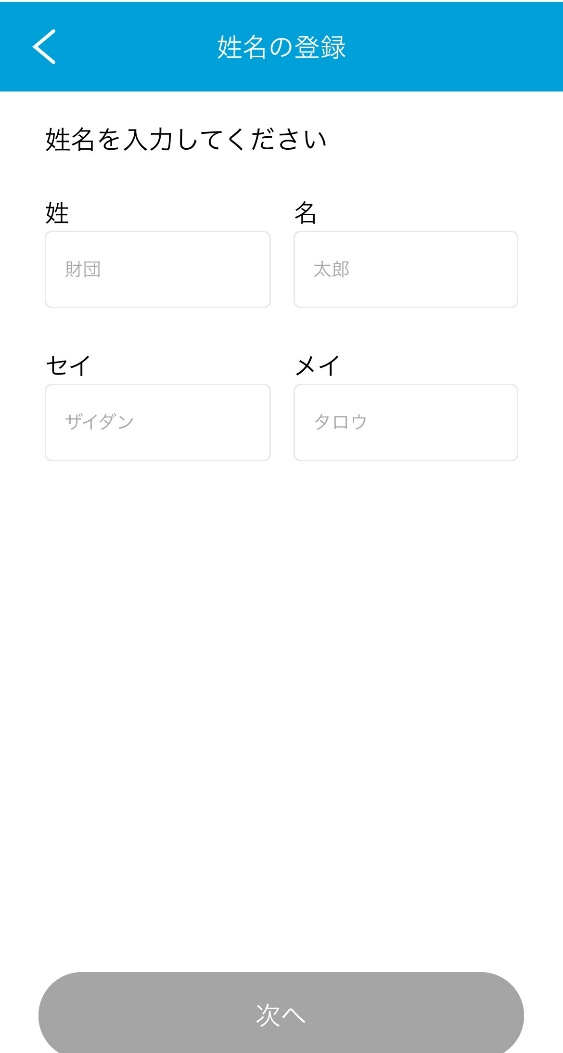 姓名の登録
姓名を入力してください
姓 名
財団 太郎
セイ メイ
ザイダン タロウ
次へ